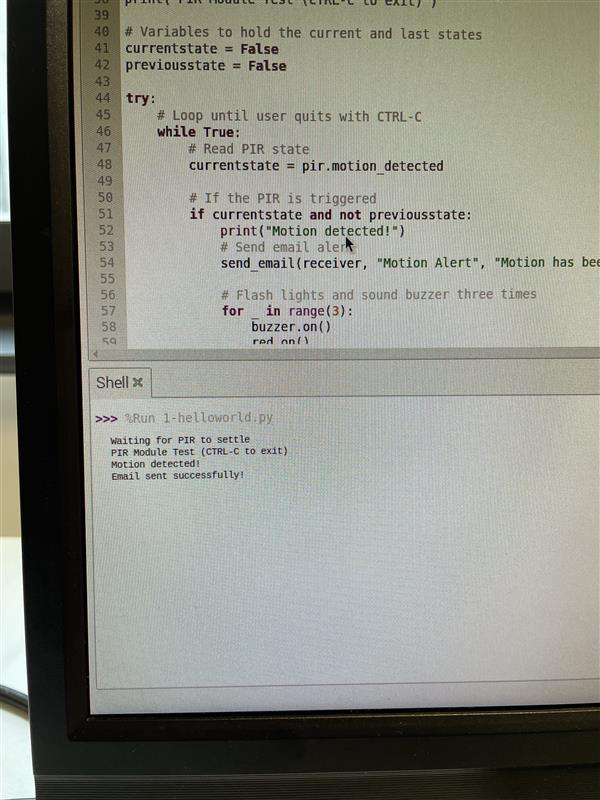 38 print("PIR Module Test (CTRL-C to exit)")
39
40 # Variables to hold the current and last states
41 currentstate = False
42 previousstate = False
43
44 try:
45 # Loop until user quits with CTRL-C
46 while True:
47 # Read PIR state
48 currentstate = pir.motion_detected
49
50 # If the PIR is triggered
51 if currentstate and not previousstate:
52 print("Motion detected!")
53 # Send email aler
54 send_email(receiver, "Motion Alert", "Motion has bee
55
56 # Flash lights and sound buzzer three times
57 for _ in range(3):
58 buzzer.on()
59 red.on()
Shell
>>> %Run 1-helloworld.py
Waiting for PIR to settle
PIR Module Test (CTRL-C to exit)
Motion detected!
Email sent successfully!